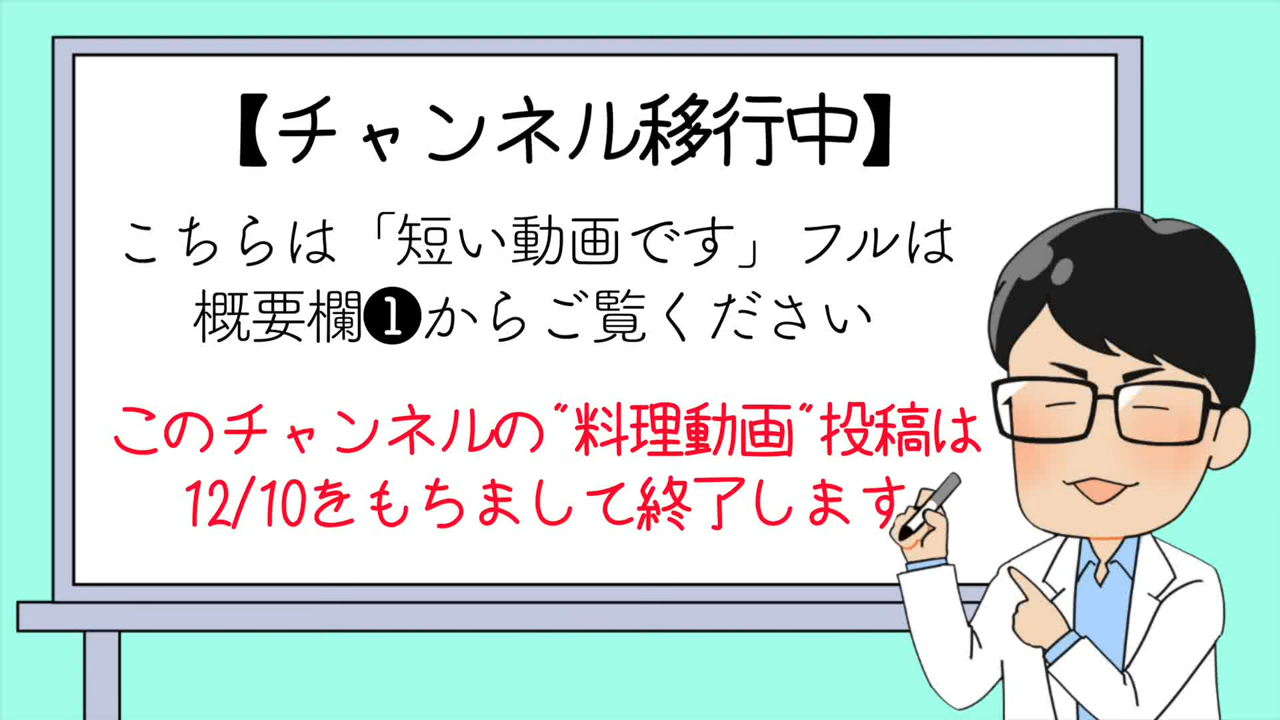 【チャンネル移行中】
こちらは「短い動画です」フルは
概要欄❶からご覧ください
このチャンネルの"料理動画"投稿は
12/10をもちまして終了します